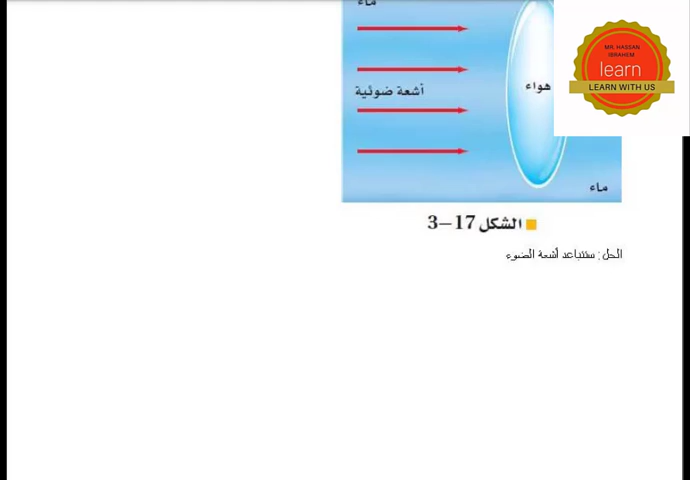 ماء
MR. HASSAN
IBRAHEM
learn
LEARN WITH US
هواء
أشعة ضوئية
ماء
الشكل 17–3
الحل : ستتباعد أشعة الضوء